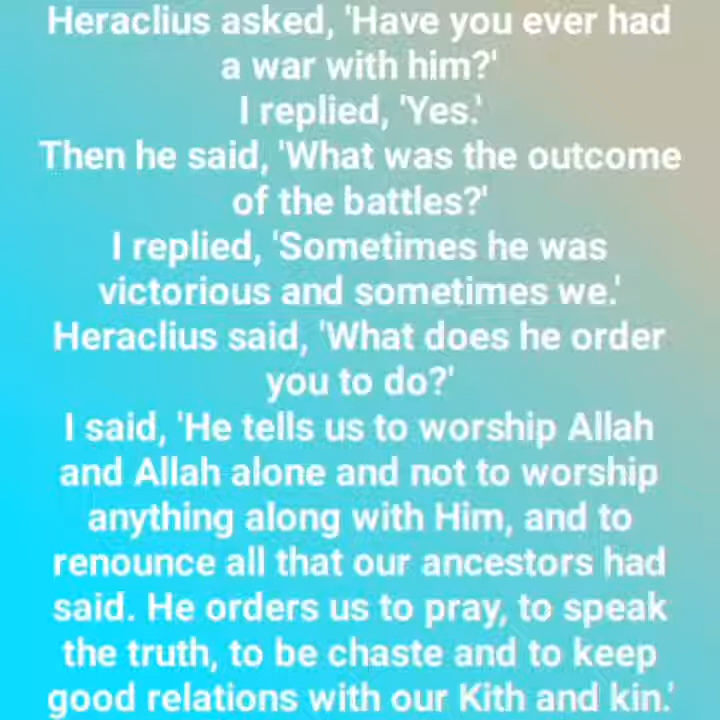 Heraclius asked, 'Have you ever had
a war with him?'
I replied, 'Yes.'
Then he said, 'What was the outcome
of the battles?'
I replied, 'Sometimes he was
victorious and sometimes we.'
Heraclius said, 'What does he order
you to do?'
I said, 'He tells us to worship Allah
and Allah alone and not to worship
anything along with Him, and to
renounce all that our ancestors had
said. He orders us to pray, to speak
the truth, to be chaste and to keep
good relations with our Kith and kin.'